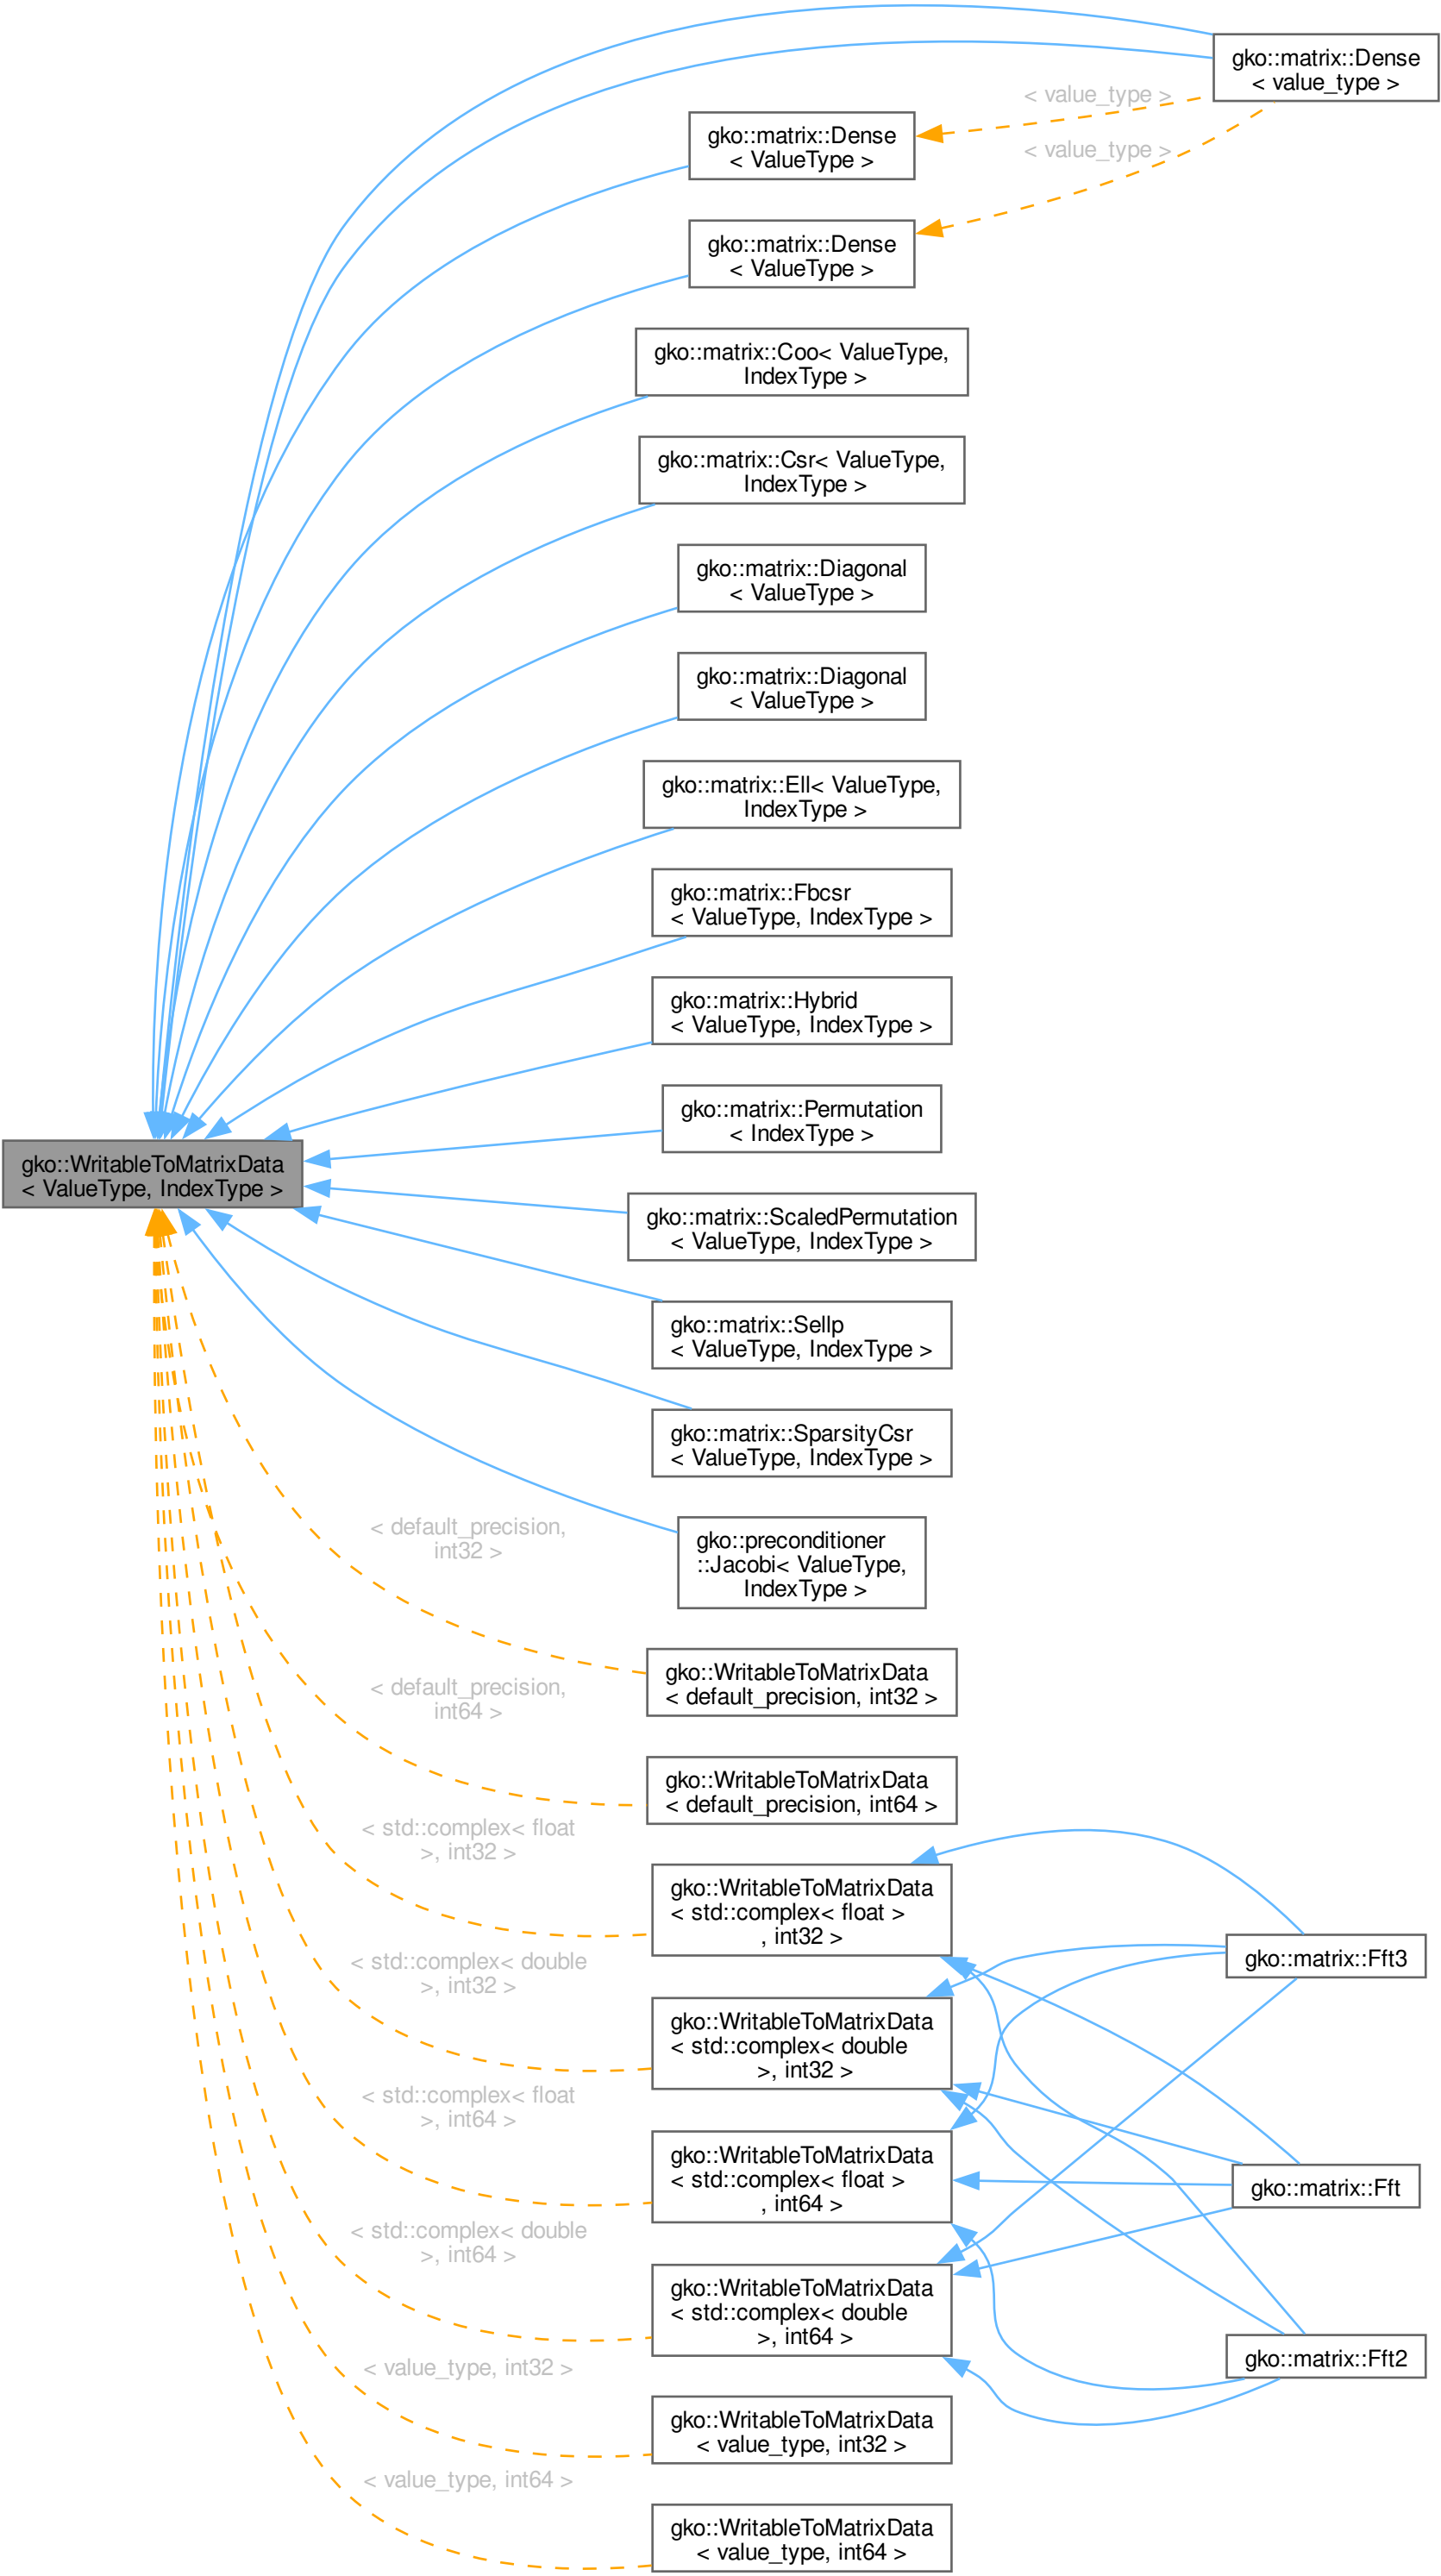 gko::matrix::Dense
< value_type >
< value_type >
gko::matrix::Dense
< ValueType >
< value_type >
gko::matrix::Dense
< ValueType >
gko::matrix::Coo< ValueType,
IndexType >
gko::matrix::Csr< ValueType,
IndexType >
gko::matrix::Diagonal
< ValueType >
gko::matrix::Diagonal
< ValueType >
gko::matrix::Ell< ValueType,
IndexType >
gko::matrix::Fbcsr
< ValueType, IndexType >
gko::matrix::Hybrid
< ValueType, IndexType >
gko::matrix::Permutation
< IndexType >
gko::WritableToMatrixData
< ValueType, IndexType >
gko::matrix::ScaledPermutation
< ValueType, IndexType >
gko::matrix::Sellp
< ValueType, IndexType >
gko::matrix::SparsityCsr
< ValueType, IndexType >
< default_precision,
int32 >
gko::preconditioner
::Jacobi< ValueType,
IndexType >
gko::WritableToMatrixData
< default_precision, int32 >
< default_precision,
int64 >
gko::WritableToMatrixData
< default_precision, int64 >
< std::complex< float
>, int32 >
gko::WritableToMatrixData
< std::complex< float >
, int32 >
gko::matrix::Fft3
< std::complex< double
>, int32 >
gko::WritableToMatrixData
< std::complex< double
>, int32 >
< std::complex< float
>, int64 >
gko::WritableToMatrixData
< std::complex< float >
, int64 >
gko::matrix::Fft
< std::complex< double
>, int64 >
gko::WritableToMatrixData
< std::complex< double
>, int64 >
gko::matrix::Fft2
< value_type, int32 >
gko::WritableToMatrixData
< value_type, int32 >
< value_type, int64 >
gko::WritableToMatrixData
< value_type, int64 >